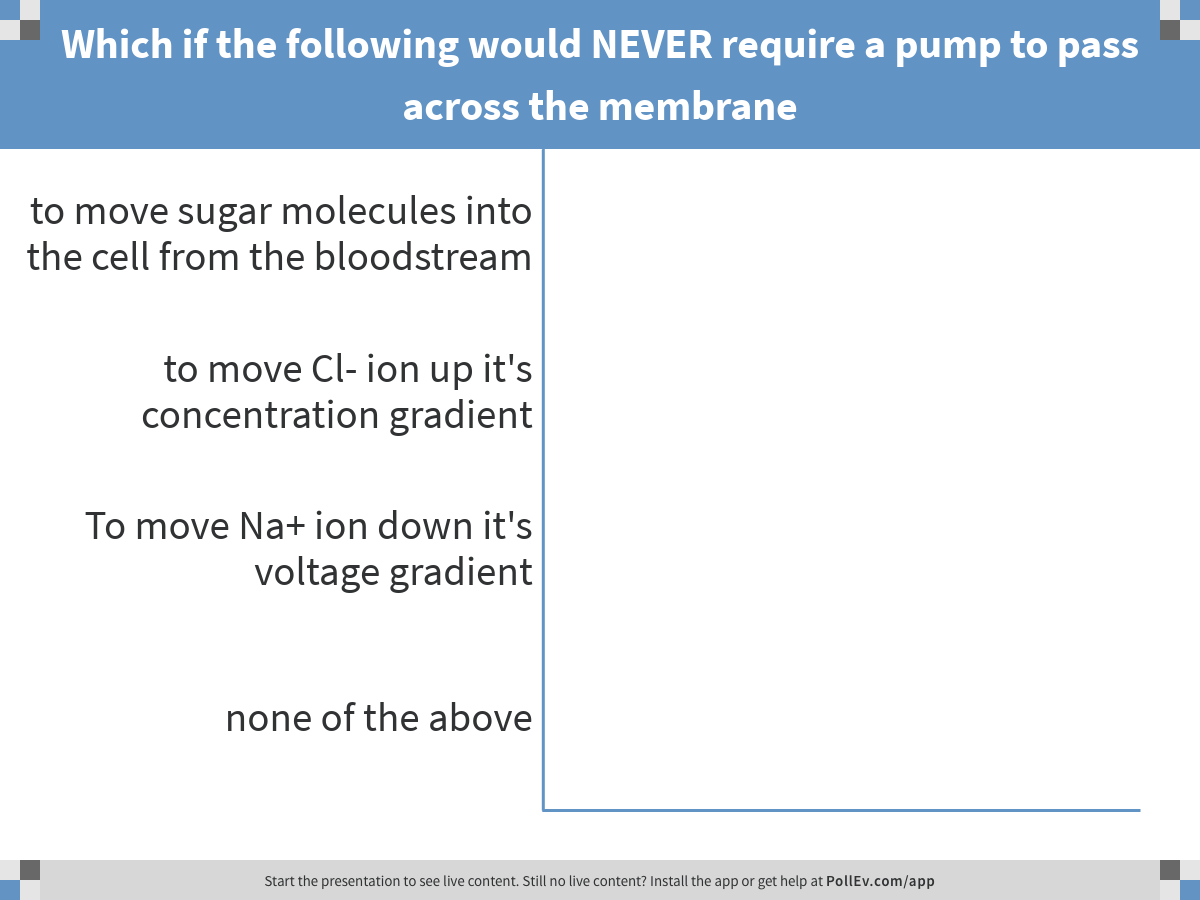 Which if the following would NEVER require a pump to pass
across the membrane
to move sugar molecules into
the cell from the bloodstream
to move Cl- ion up it's
concentration gradient
To move Na+ ion down it's
voltage gradient
none of the above
Start the presentation to see live content. Still no live content? Install the app or get help at PollEv.com/app